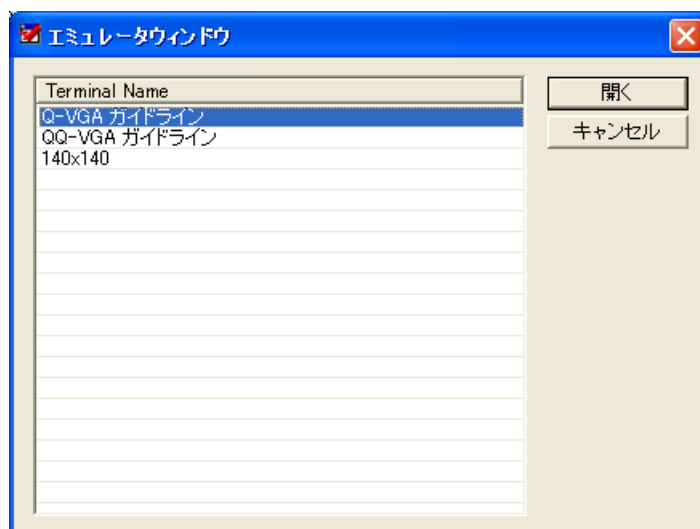 エミュレータウィンドウ
Terminal Name
Q-VGA ガイドライン
QQ-VGA ガイドライン
140x140
開く
キャンセル